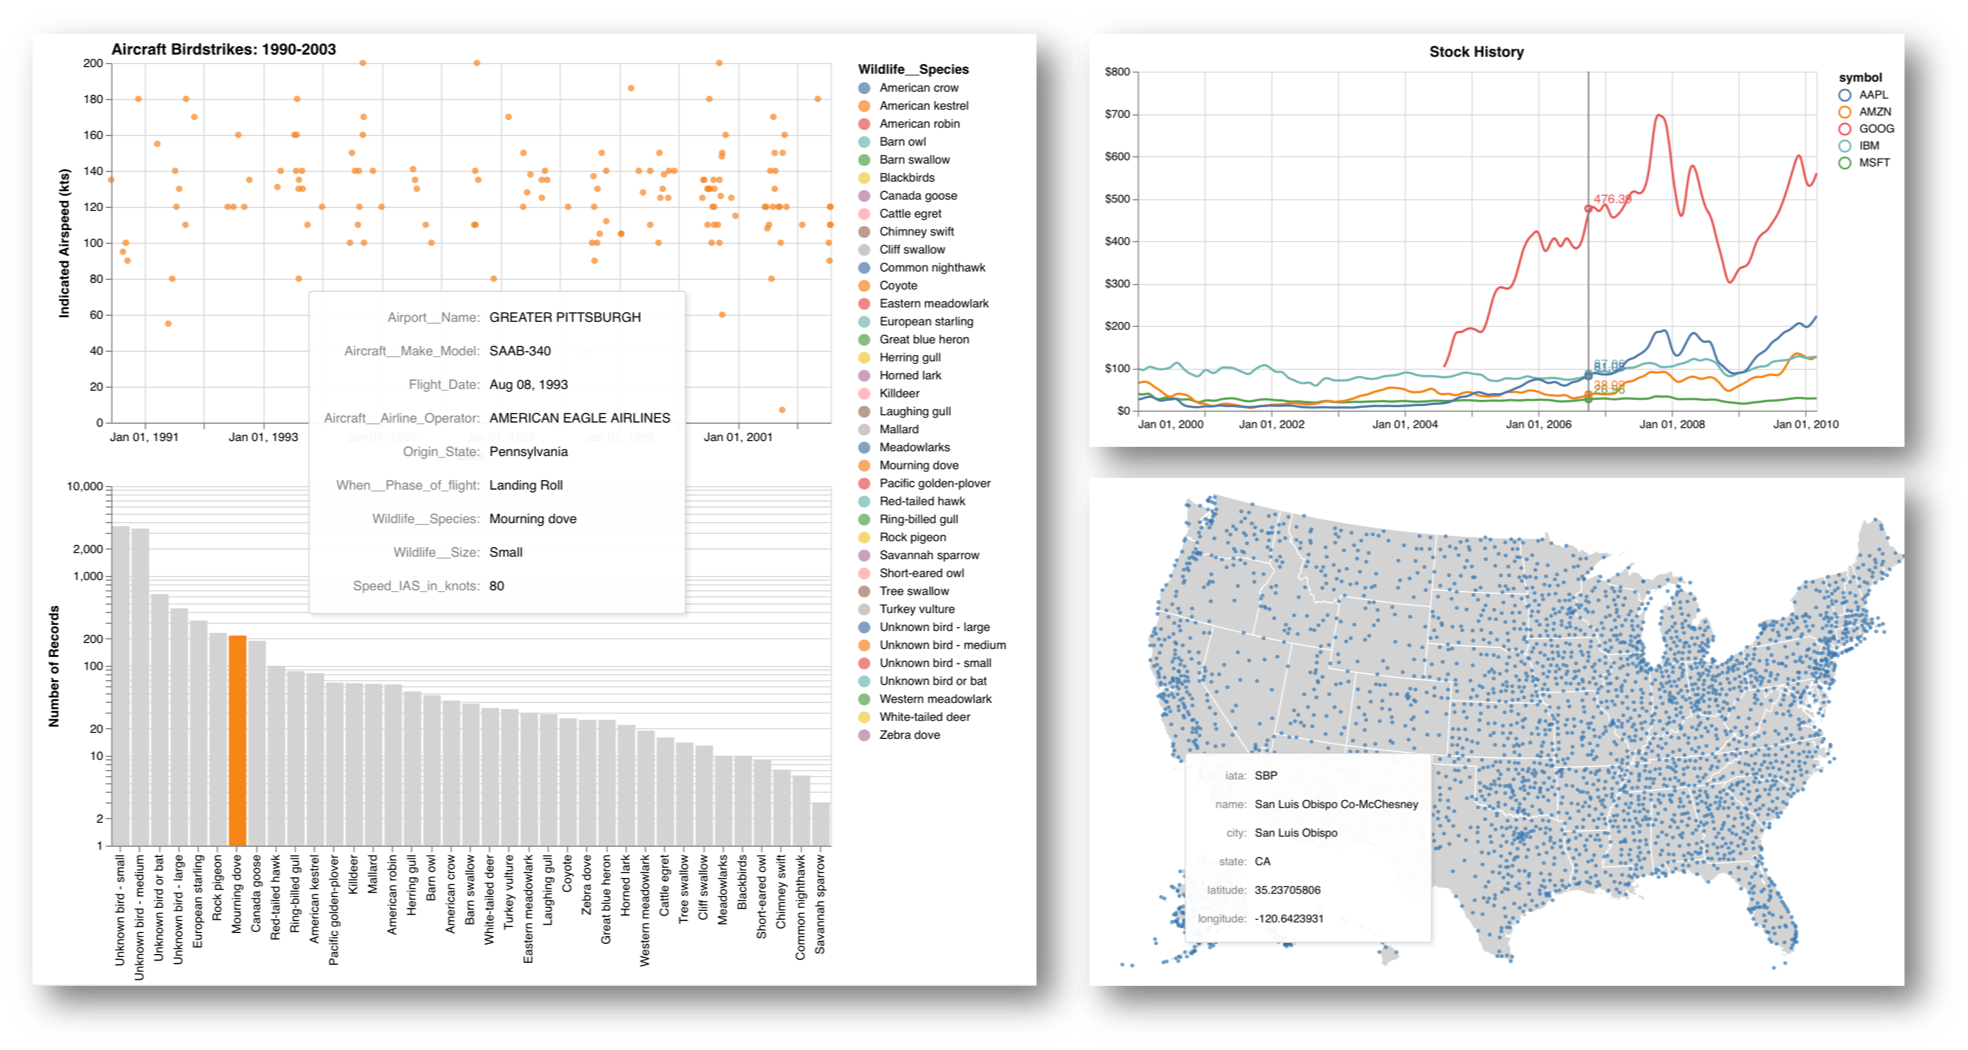 Aircraft Birdstrikes: 1990-2003
200
180
160
140
120
100
80
60
40
20
0
Indicated Airspeed (kts)
Jan 01, 1991
Jan 01, 1993
Jan 01, 1995
Jan 01, 1997
Jan 01, 1999
Jan 01, 2001
Airport__Name: GREATER PITTSBURGH
Aircraft__Make_Model: SAAB-340
Flight_Date: Aug 08, 1993
Aircraft__Airline_Operator: AMERICAN EAGLE AIRLINES
Origin_State: Pennsylvania
When__Phase_of_flight: Landing Roll
Wildlife__Species: Mourning dove
Wildlife__Size: Small
Speed_IAS_in_knots: 80
10,000
2,000
1,000
200
100
20
10
2
1
Number of Records
Unknown bird - small
Unknown bird - medium
Unknown bird or bat
Unknown bird - large
European starling
Rock pigeon
Mourning dove
Canada goose
Red-tailed hawk
Ring-billed gull
American kestrel
Pacific golden-plover
Killdeer
Mallard
American robin
Herring gull
Barn owl
American crow
Barn swallow
White-tailed deer
Turkey vulture
Eastern meadowlark
Laughing gull
Coyote
Zebra dove
Great blue heron
Horned lark
Western meadowlark
Cattle egret
Tree swallow
Cliff swallow
Meadowlarks
Blackbirds
Short-eared owl
Chimney swift
Common nighthawk
Savannah sparrow
Wildlife__Species
American crow
American kestrel
American robin
Barn owl
Barn swallow
Blackbirds
Canada goose
Cattle egret
Chimney swift
Cliff swallow
Common nighthawk
Coyote
Eastern meadowlark
European starling
Great blue heron
Herring gull
Horned lark
Killdeer
Laughing gull
Mallard
Meadowlarks
Mourning dove
Pacific golden-plover
Red-tailed hawk
Ring-billed gull
Rock pigeon
Savannah sparrow
Short-eared owl
Tree swallow
Turkey vulture
Unknown bird - large
Unknown bird - medium
Unknown bird - small
Unknown bird or bat
Western meadowlark
White-tailed deer
Zebra dove
Stock History
$800
$700
$600
$500
$400
$300
$200
$100
$0
476.39
Jan 01, 2000
Jan 01, 2002
Jan 01, 2004
Jan 01, 2006
Jan 01, 2008
Jan 01, 2010
symbol
AAPL
AMZN
GOOG
IBM
MSFT
iata: SBP
name: San Luis Obispo Co-McChesney
city: San Luis Obispo
state: CA
latitude: 35.23705806
longitude: -120.6423931